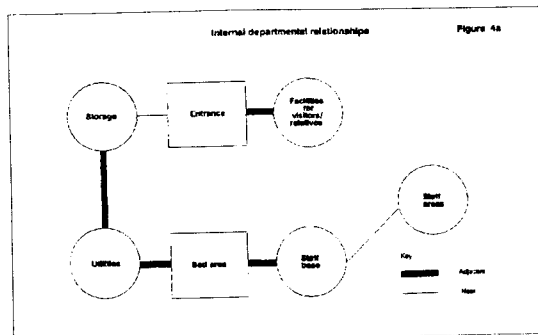 Internal departmental relationships
Figure 4a
Storage
Entrance
Facilities
for
visitors/
relatives
Staff
areas
Utilities
Bed area
Staff
base
Key
Adjacent
Near